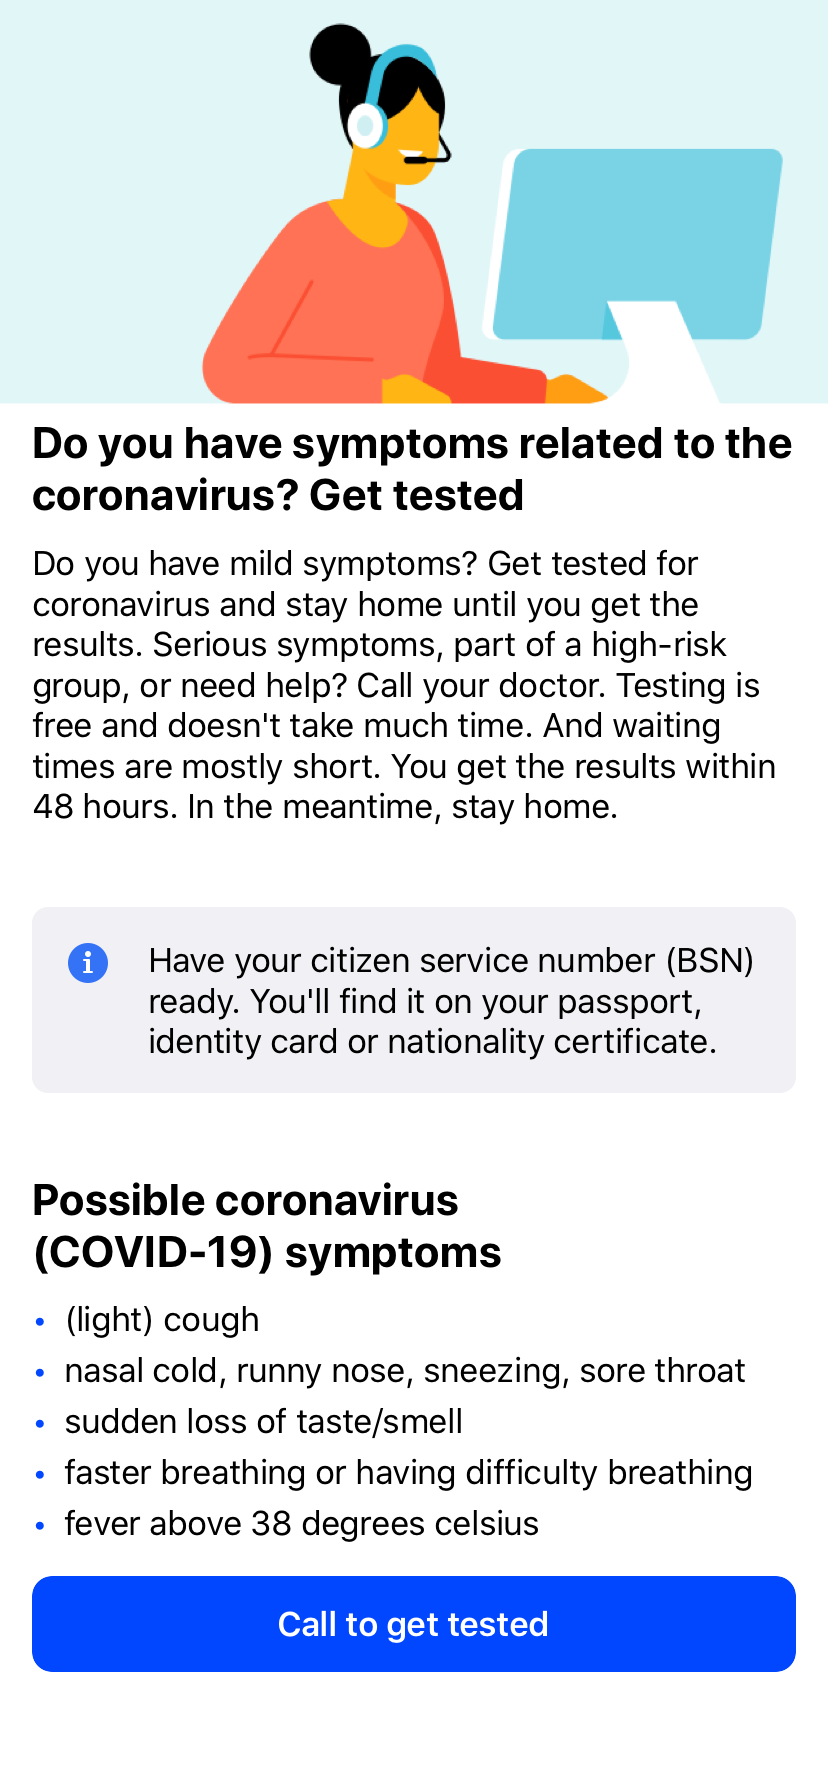 Do you have symptoms related to the
coronavirus? Get tested
Do you have mild symptoms? Get tested for
coronavirus and stay home until you get the
results. Serious symptoms, part of a high-risk
group, or need help? Call your doctor. Testing is
free and doesn't take much time. And waiting
times are mostly short. You get the results within
48 hours. In the meantime, stay home.
i
Have your citizen service number (BSN)
ready. You'll find it on your passport,
identity card or nationality certificate.
Possible coronavirus
(COVID-19) symptoms
• (light) cough
• nasal cold, runny nose, sneezing, sore throat
• sudden loss of taste/smell
• faster breathing or having difficulty breathing
• fever above 38 degrees celsius
Call to get tested